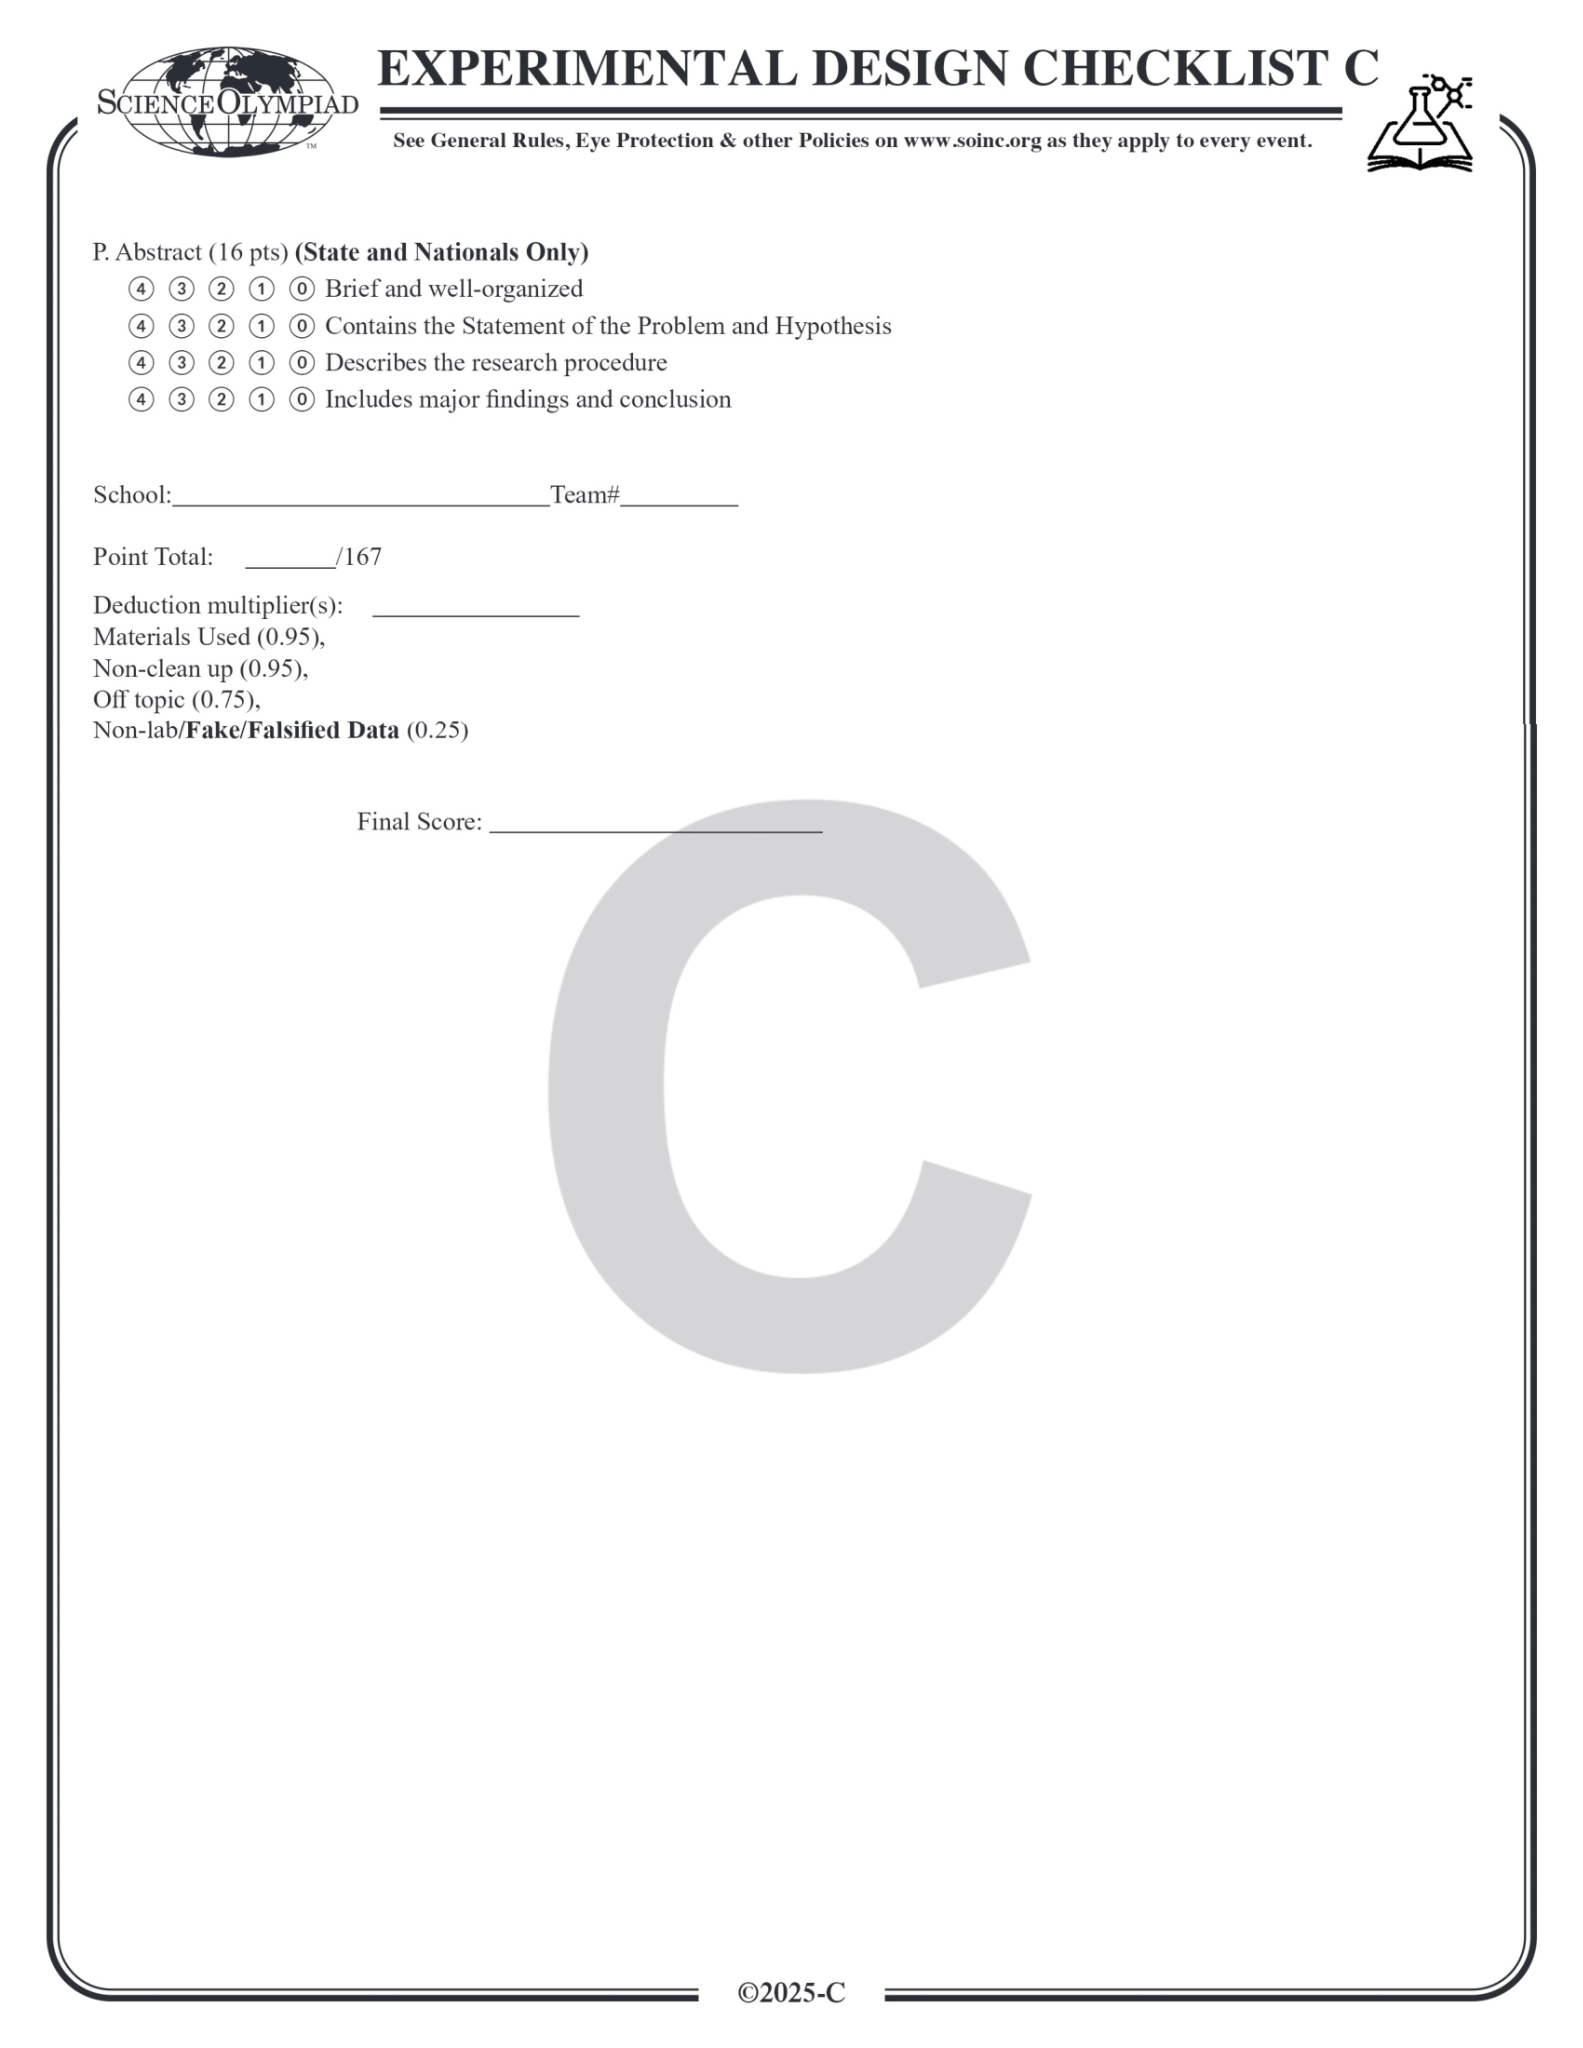 EXPERIMENTAL DESIGN CHECKLIST C
SCIENCE OLYMPIAD
TM
See General Rules, Eye Protection & other Policies on www.soinc.org as they apply to every event.
P. Abstract (16 pts) (State and Nationals Only)
④ ③ ② ① ⓪ Brief and well-organized
④ ③ ② ① ⓪ Contains the Statement of the Problem and Hypothesis
④ ③ ② ① ⓪ Describes the research procedure
④ ③ ② ① ⓪ Includes major findings and conclusion
School:____________________________Team#_________
Point Total: _______/167
Deduction multiplier(s): ________________
Materials Used (0.95),
Non-clean up (0.95),
Off topic (0.75),
Non-lab/Fake/Falsified Data (0.25)
Final Score: _________________________
C
©2025-C